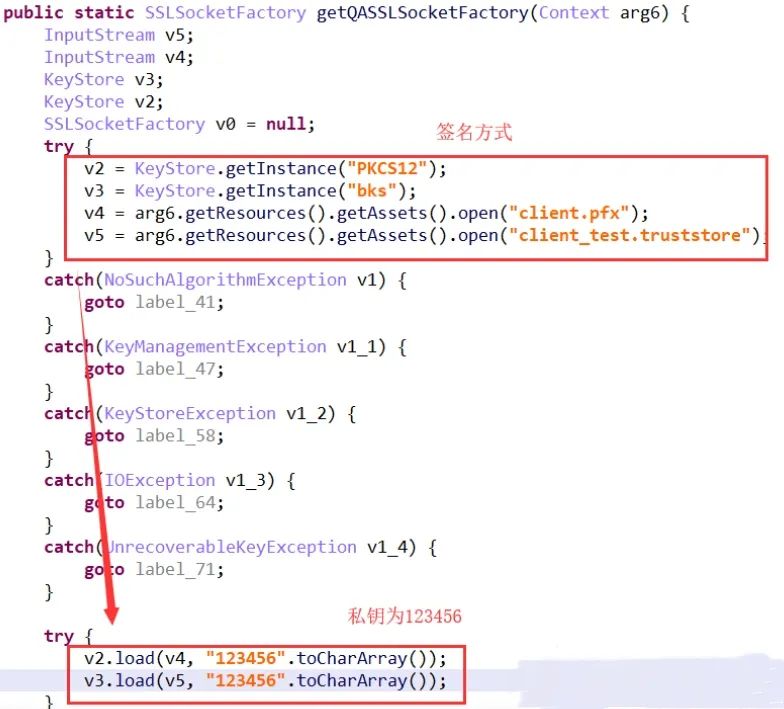 public static SSLSocketFactory getQASSLSocketFactory(Context arg6) {
InputStream v5;
InputStream v4;
KeyStore v3;
KeyStore v2;
SSLSocketFactory v0 = null;
签名方式
try {
v2 = KeyStore.getInstance("PKCS12");
v3 = KeyStore.getInstance("bks");
v4 = arg6.getResources().getAssets().open("client.pfx");
v5 = arg6.getResources().getAssets().open("client_test.truststore");
}
catch(NoSuchAlgorithmException v1) {
goto label_41;
}
catch(KeyManagementException v1_1) {
goto label_47;
}
catch(KeyStoreException v1_2) {
goto label_58;
}
catch(IOException v1_3) {
goto label_64;
}
catch(UnrecoverableKeyException v1_4) {
goto label_71;
}
私钥为123456
try {
v2.load(v4, "123456".toCharArray());
v3.load(v5, "123456".toCharArray());
}